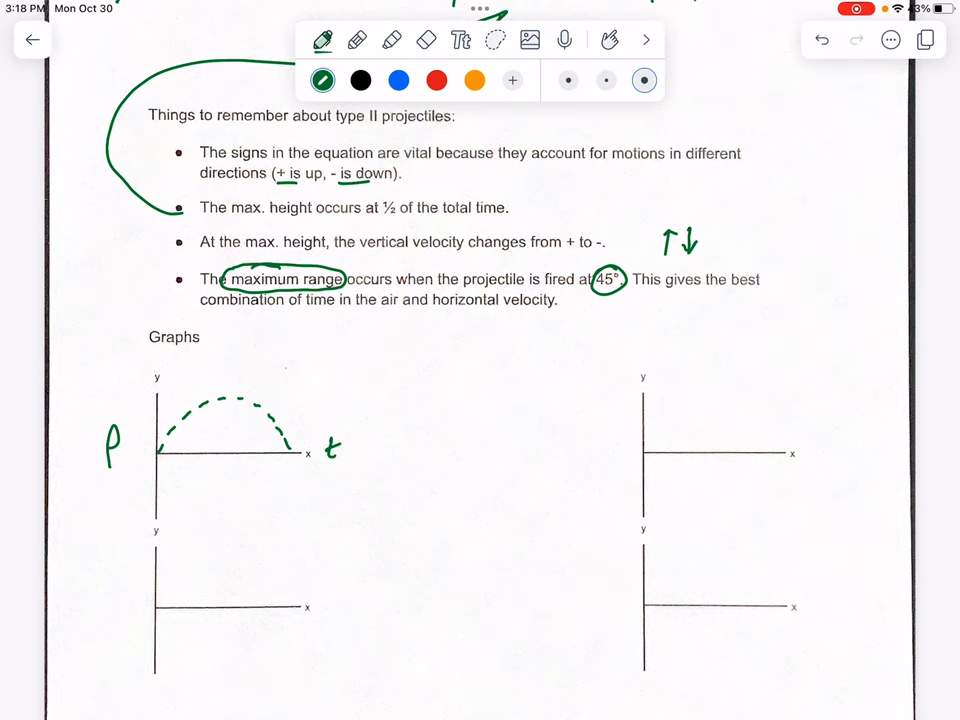 3:18 PM Mon Oct 30
43%
Tt
Things to remember about type II projectiles:
• The signs in the equation are vital because they account for motions in different
directions (+ is up, - is down).
• The max. height occurs at ½ of the total time.
• At the max. height, the vertical velocity changes from + to -. ↑↓
• The maximum range occurs when the projectile is fired at 45°. This gives the best
combination of time in the air and horizontal velocity.
Graphs
y
P
x
t
y
x
y
x
y
x